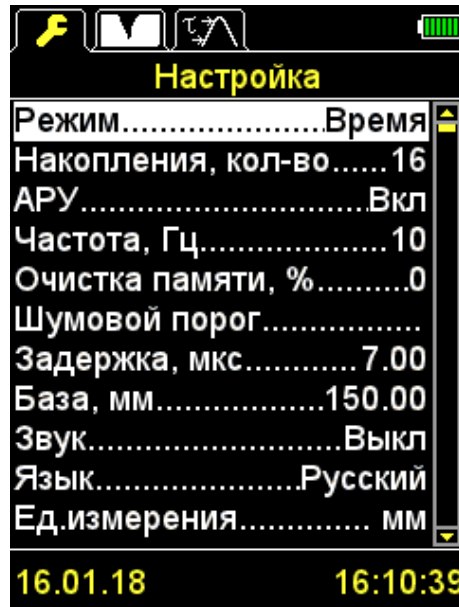 Настройка
Режим.....................Время
Накопления, кол-во......16
АРУ.............................Вкл
Частота, Гц...................10
Очистка памяти, %..........0
Шумовой порог................
Задержка, мкс............7.00
База, мм.................150.00
Звук..........................Выкл
Язык.....................Русский
Ед.измерения.............. мм
16.01.18 16:10:39